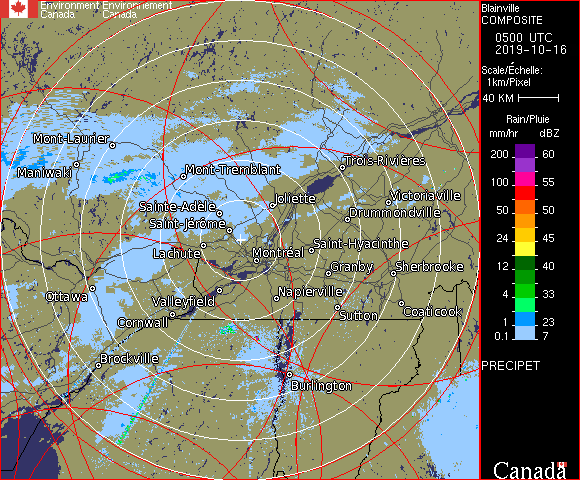 Environment Environnement
Canada Canada
Blainville
COMPOSITE
0500 UTC
2019-10-16
Scale/Échelle:
1km/Pixel
40 KM
Rain/Pluie
mm/hr dBZ
200 60
100 55
50 50
24 45
12 40
4 33
1 23
0.1 7
PRECIPET
Canada
Mont-Laurier
Maniwaki
Mont-Tremblant
Trois-Rivières
Victoriaville
Sainte-Adèle
Joliette
Drummondville
Saint-Jérôme
Lachute
Montréal
Saint-Hyacinthe
Granby
Sherbrooke
Ottawa
Valleyfield
Napierville
Cornwall
Sutton
Coaticook
Brockville
Burlington